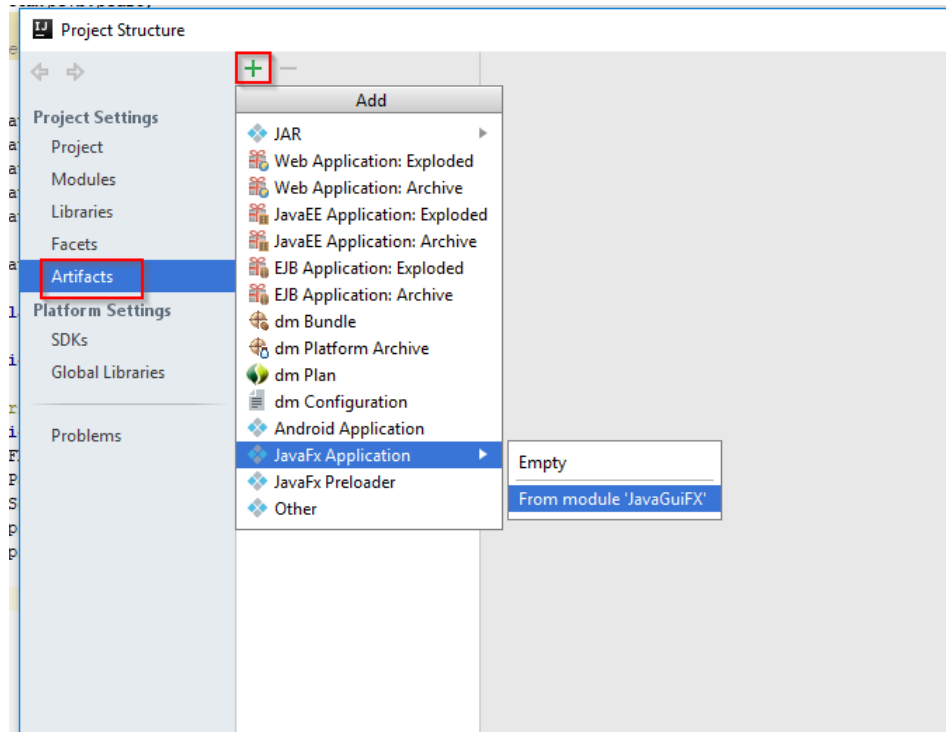 Project Structure
Add
Project Settings
Project
Modules
Libraries
Facets
Artifacts
Platform Settings
SDKs
Global Libraries
Problems
JAR
Web Application: Exploded
Web Application: Archive
JavaEE Application: Exploded
JavaEE Application: Archive
EJB Application: Exploded
EJB Application: Archive
dm Bundle
dm Platform Archive
dm Plan
dm Configuration
Android Application
JavaFx Application
JavaFx Preloader
Other
Empty
From module 'JavaGuiFX'